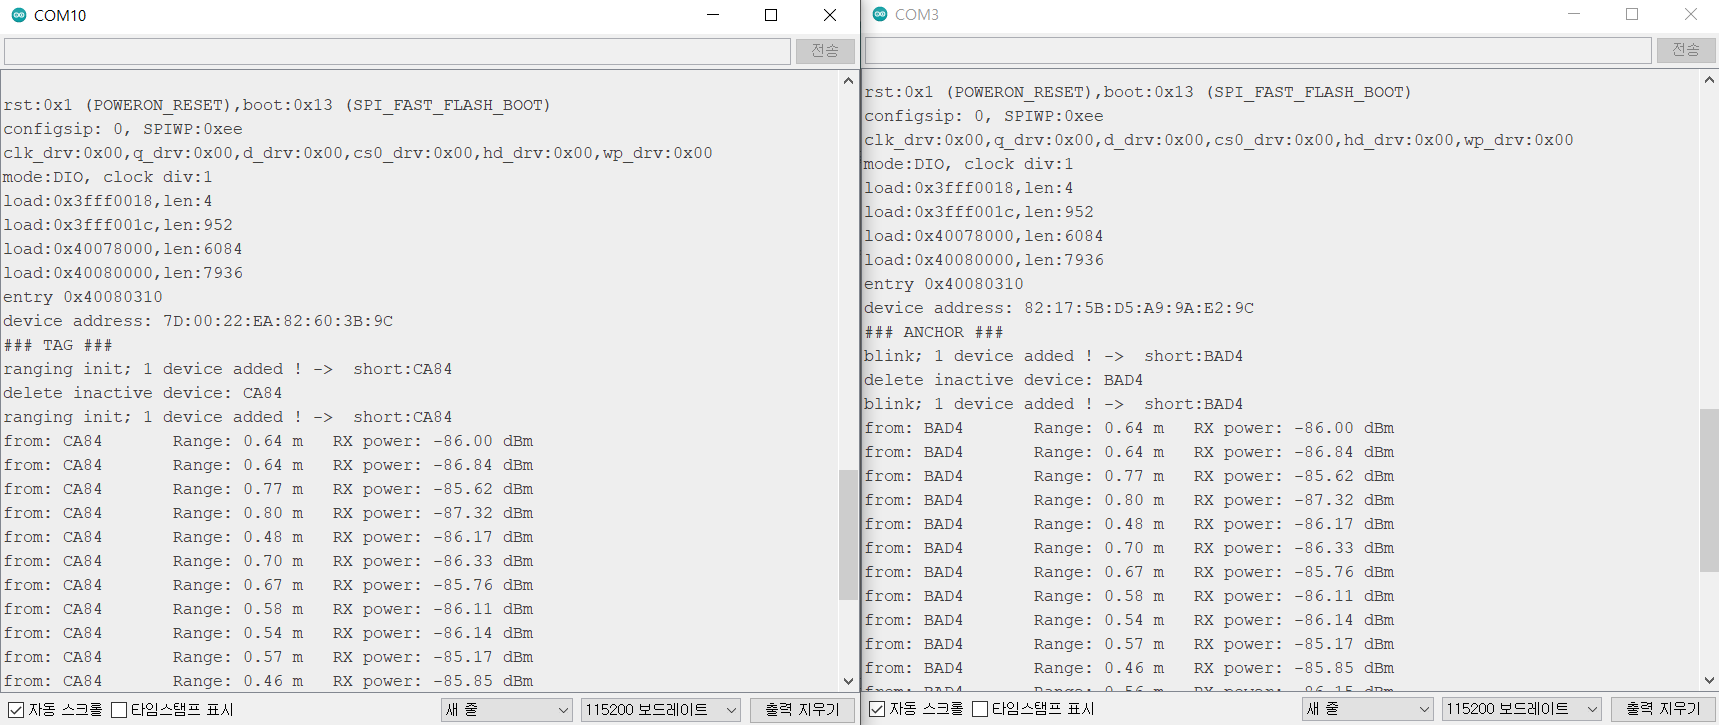 COM10
전송
rst:0x1 (POWERON_RESET),boot:0x13 (SPI_FAST_FLASH_BOOT)
configsip: 0, SPIWP:0xee
clk_drv:0x00,q_drv:0x00,d_drv:0x00,cs0_drv:0x00,hd_drv:0x00,wp_drv:0x00
mode:DIO, clock div:1
load:0x3fff0018,len:4
load:0x3fff001c,len:952
load:0x40078000,len:6084
load:0x40080000,len:7936
entry 0x40080310
device address: 7D:00:22:EA:82:60:3B:9C
### TAG ###
ranging init; 1 device added ! ->  short:CA84
delete inactive device: CA84
ranging init; 1 device added ! ->  short:CA84
from: CA84       Range: 0.64 m   RX power: -86.00 dBm
from: CA84       Range: 0.64 m   RX power: -86.84 dBm
from: CA84       Range: 0.77 m   RX power: -85.62 dBm
from: CA84       Range: 0.80 m   RX power: -87.32 dBm
from: CA84       Range: 0.48 m   RX power: -86.17 dBm
from: CA84       Range: 0.70 m   RX power: -86.33 dBm
from: CA84       Range: 0.67 m   RX power: -85.76 dBm
from: CA84       Range: 0.58 m   RX power: -86.11 dBm
from: CA84       Range: 0.54 m   RX power: -86.14 dBm
from: CA84       Range: 0.57 m   RX power: -85.17 dBm
from: CA84       Range: 0.46 m   RX power: -85.85 dBm
자동 스크롤 타임스탬프 표시 새 줄 115200 보드레이트 출력 지우기
COM3
전송
rst:0x1 (POWERON_RESET),boot:0x13 (SPI_FAST_FLASH_BOOT)
configsip: 0, SPIWP:0xee
clk_drv:0x00,q_drv:0x00,d_drv:0x00,cs0_drv:0x00,hd_drv:0x00,wp_drv:0x00
mode:DIO, clock div:1
load:0x3fff0018,len:4
load:0x3fff001c,len:952
load:0x40078000,len:6084
load:0x40080000,len:7936
entry 0x40080310
device address: 82:17:5B:D5:A9:9A:E2:9C
### ANCHOR ###
blink; 1 device added ! ->  short:BAD4
delete inactive device: BAD4
blink; 1 device added ! ->  short:BAD4
from: BAD4       Range: 0.64 m   RX power: -86.00 dBm
from: BAD4       Range: 0.64 m   RX power: -86.84 dBm
from: BAD4       Range: 0.77 m   RX power: -85.62 dBm
from: BAD4       Range: 0.80 m   RX power: -87.32 dBm
from: BAD4       Range: 0.48 m   RX power: -86.17 dBm
from: BAD4       Range: 0.70 m   RX power: -86.33 dBm
from: BAD4       Range: 0.67 m   RX power: -85.76 dBm
from: BAD4       Range: 0.58 m   RX power: -86.11 dBm
from: BAD4       Range: 0.54 m   RX power: -86.14 dBm
from: BAD4       Range: 0.57 m   RX power: -85.17 dBm
from: BAD4       Range: 0.46 m   RX power: -85.85 dBm
from: BAD4       Range: 0.56 m   RX power: -86.15 dBm
자동 스크롤 타임스탬프 표시 새 줄 115200 보드레이트 출력 지우기